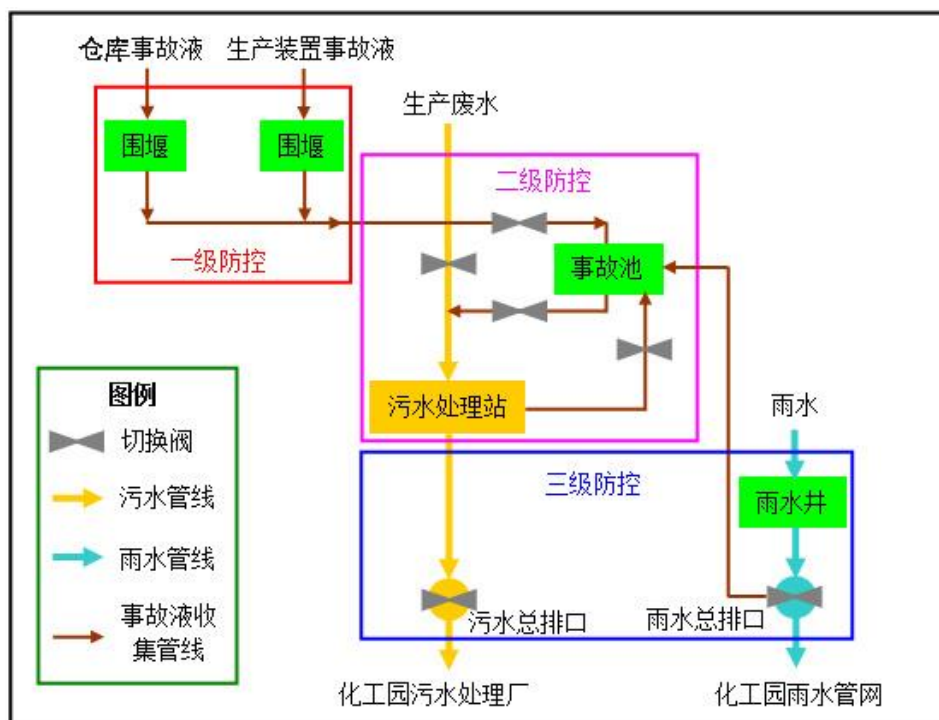 仓库事故液
生产装置事故液
生产废水
围堰
围堰
一级防控
二级防控
事故池
污水处理站
雨水
三级防控
雨水井
污水总排口
雨水总排口
化工园污水处理厂
化工园雨水管网
图例
切换阀
污水管线
雨水管线
事故液收
集管线